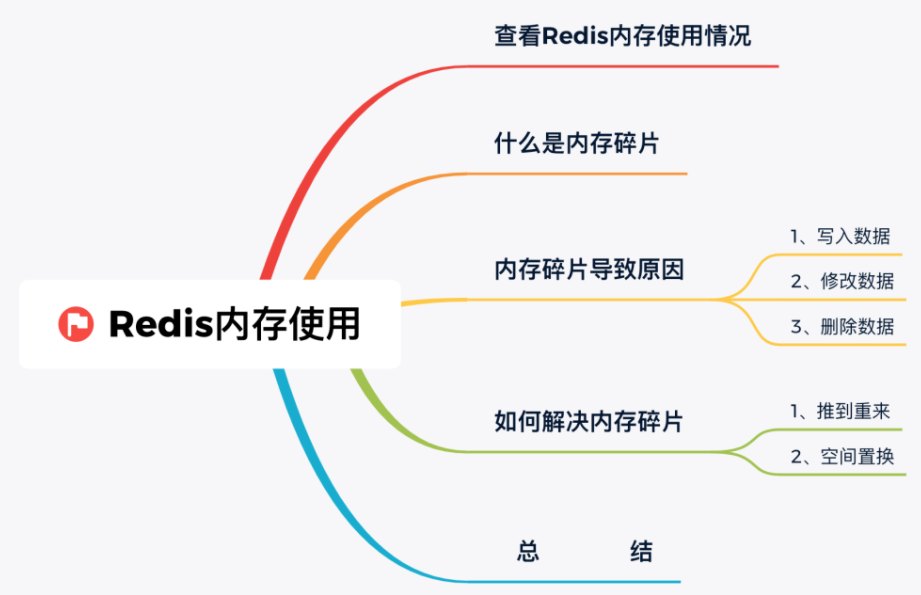 Redis内存使用
查看Redis内存使用情况
什么是内存碎片
内存碎片导致原因
1、写入数据
2、修改数据
3、删除数据
如何解决内存碎片
1、推到重来
2、空间置换
总 结